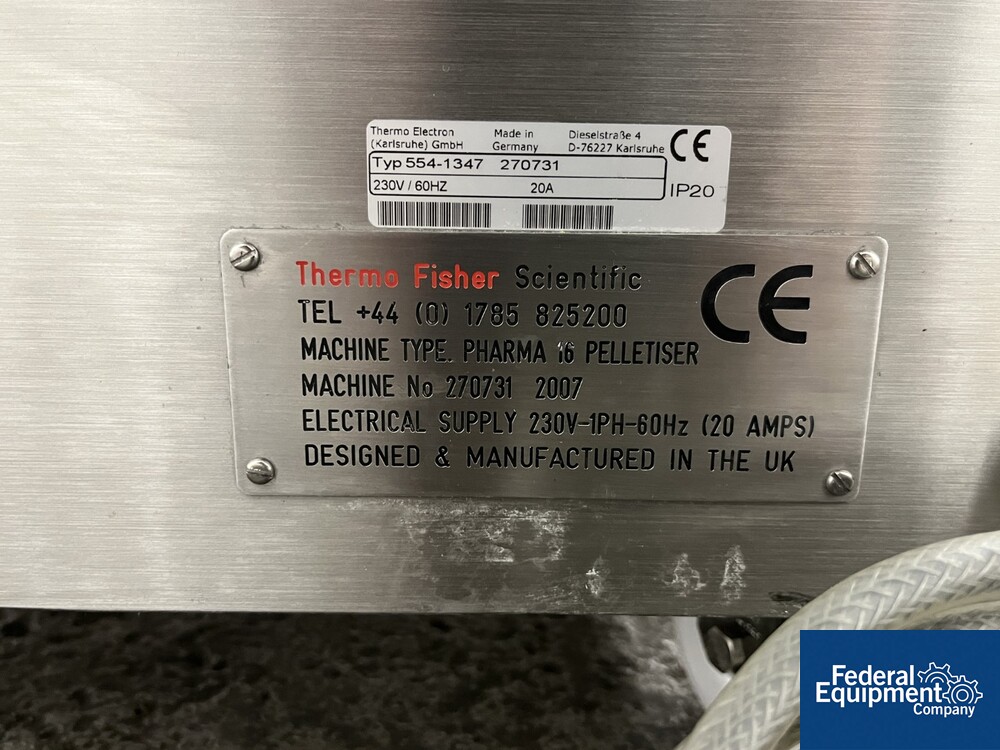 Thermo Electron Made in Dieselstraße 4
(Karlsruhe) GmbH Germany D-76227 Karlsruhe
CE
Typ 554-1347 270731
230V / 60HZ 20A
IP20
Thermo Fisher Scientific
CE
TEL +44 (0) 1785 825200
MACHINE TYPE. PHARMA 16 PELLETISER
MACHINE No 270731 2007
ELECTRICAL SUPPLY 230V-1PH-60Hz (20 AMPS)
DESIGNED & MANUFACTURED IN THE UK
Federal
Equipment
Company